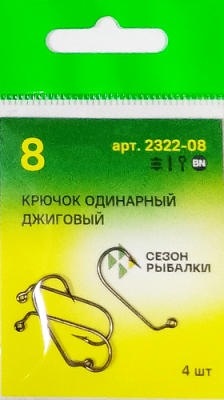 8
арт. 2322-08
BN
КРЮЧОК ОДИНАРНЫЙ
ДЖИГОВЫЙ
СЕЗОН
РЫБАЛКИ
4 шт